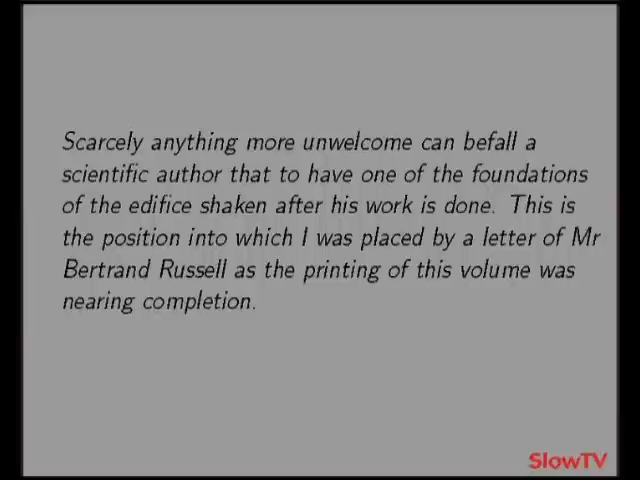 Scarcely anything more unwelcome can befall a
scientific author that to have one of the foundations
of the edifice shaken after his work is done. This is
the position into which I was placed by a letter of Mr
Bertrand Russell as the printing of this volume was
nearing completion.
SlowTV